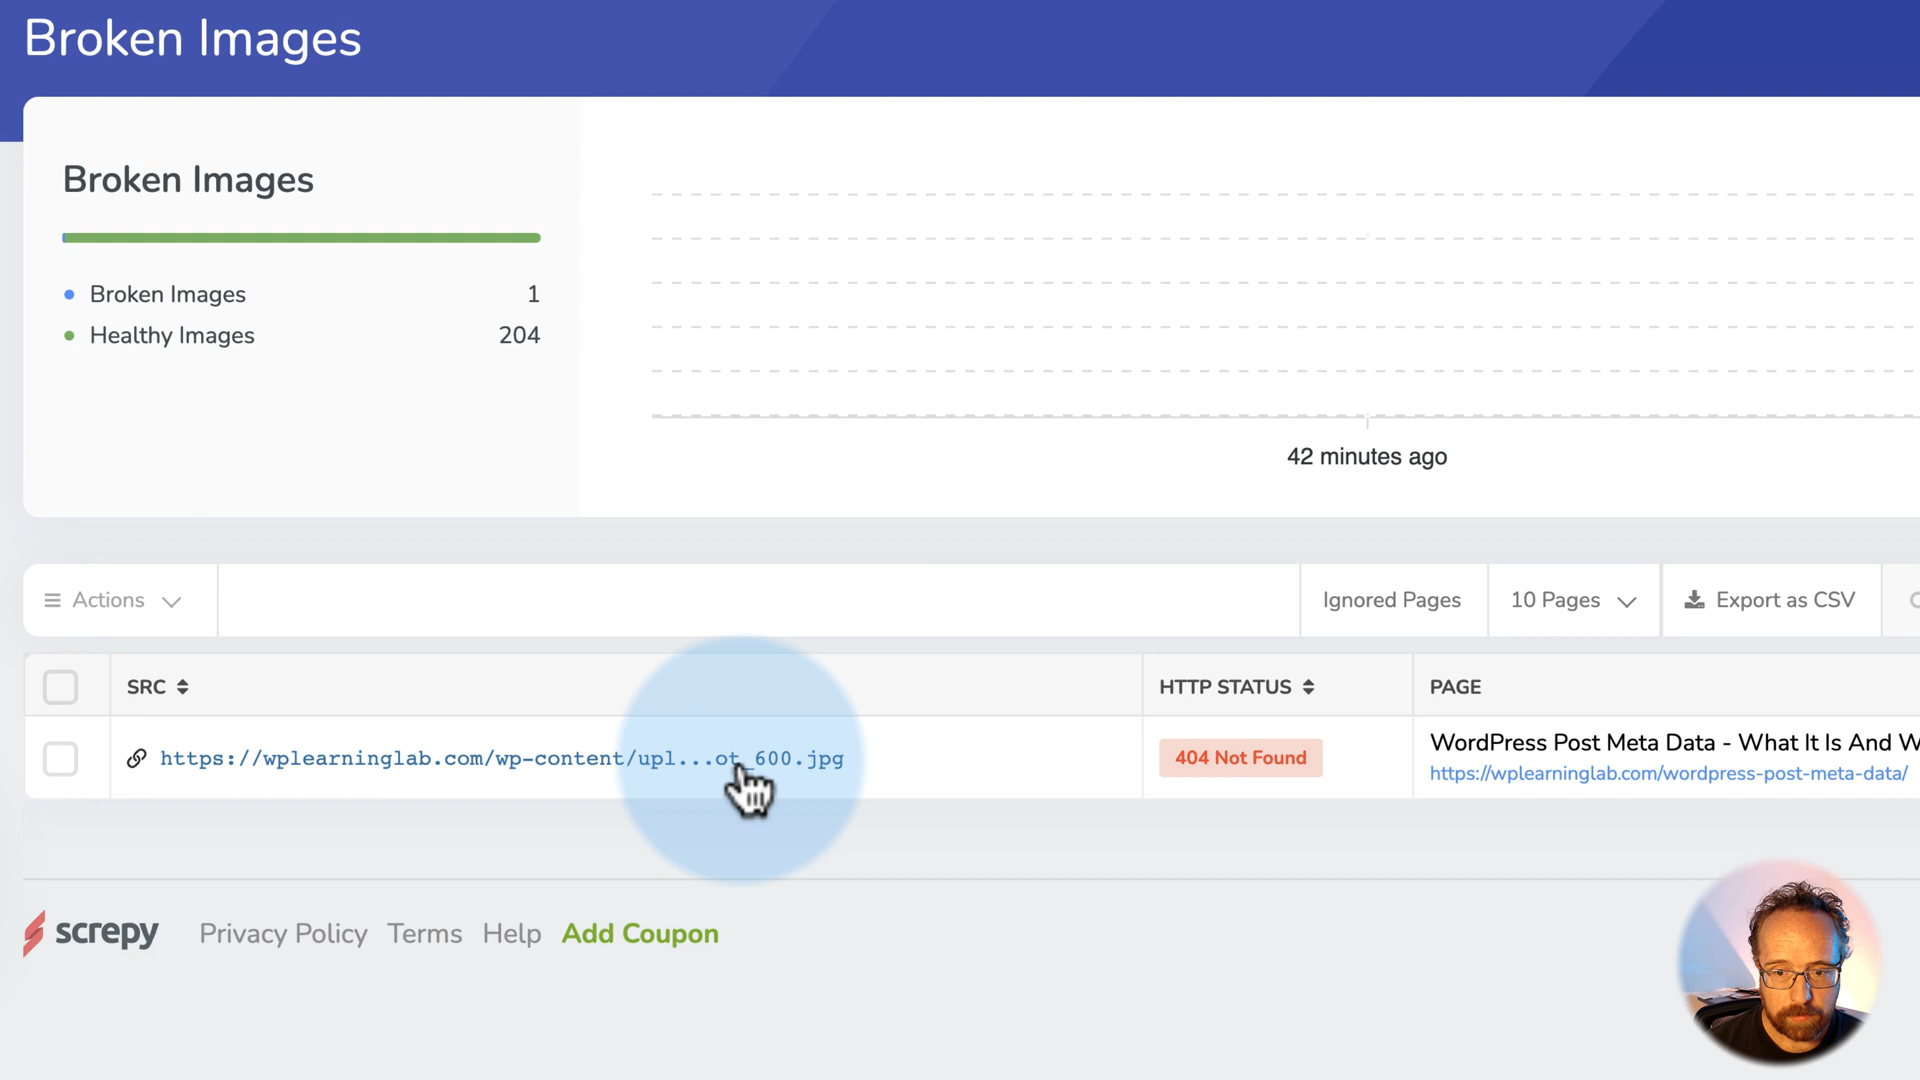 Broken Images
Broken Images
Broken Images 1
Healthy Images 204
42 minutes ago
Actions
Ignored Pages
10 Pages
Export as CSV
SRC
HTTP STATUS
PAGE
https://wplearninglab.com/wp-content/upl...ot_600.jpg
404 Not Found
WordPress Post Meta Data - What It Is And W
https://wplearninglab.com/wordpress-post-meta-data/
screpy
Privacy Policy
Terms
Help
Add Coupon